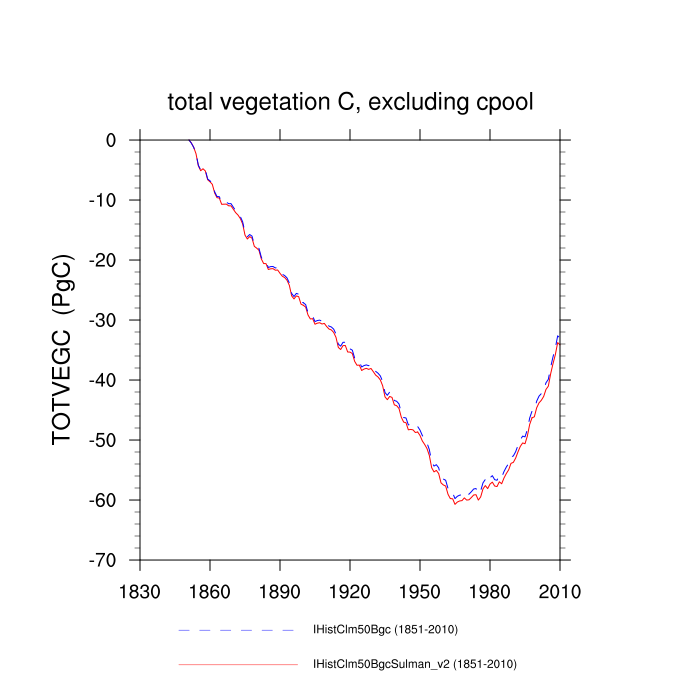 total vegetation C, excluding cpool
TOTVEGC (PgC)
0
-10
-20
-30
-40
-50
-60
-70
1830 1860 1890 1920 1950 1980 2010
IHistClm50Bgc (1851-2010)
IHistClm50BgcSulman_v2 (1851-2010)